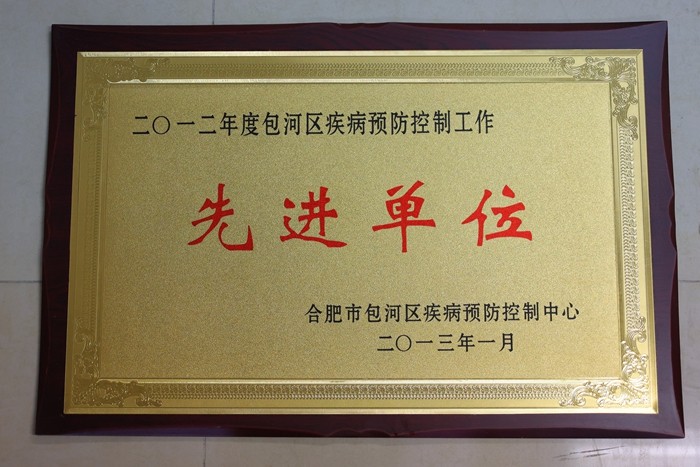 二〇一二年度包河区疾病预防控制工作
先进单位
合肥市包河区疾病预防控制中心
二〇一三年一月